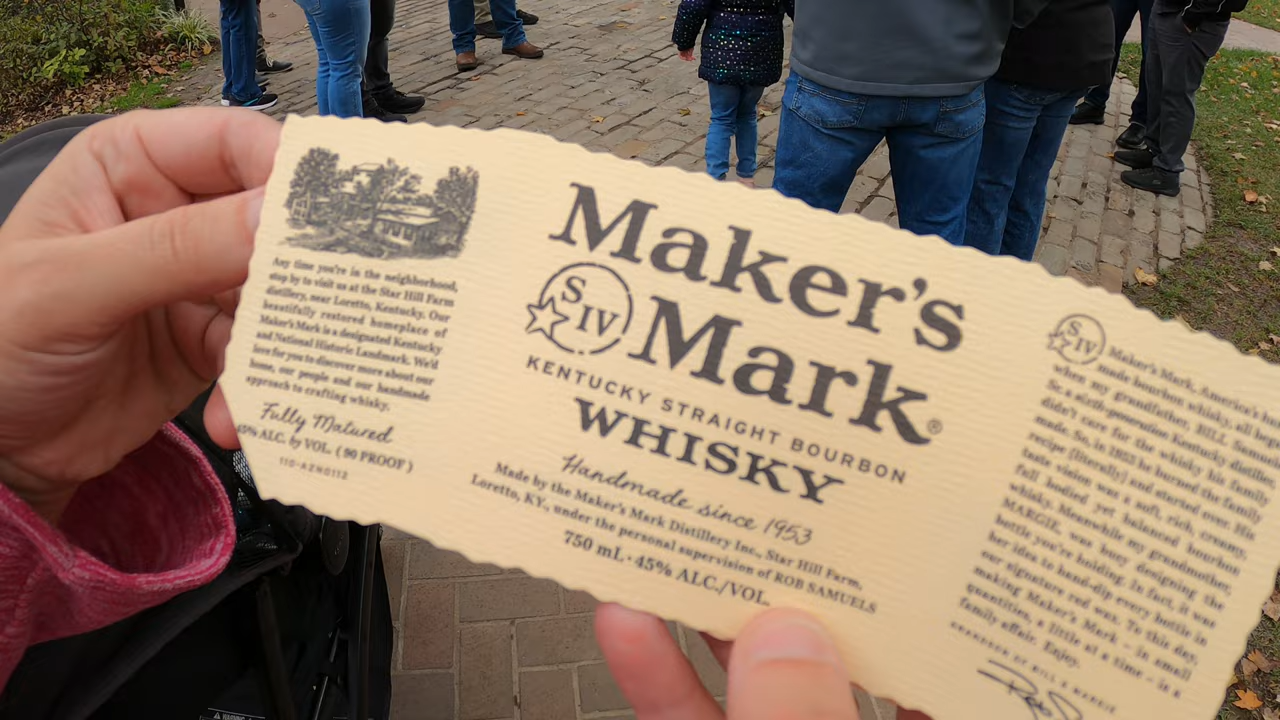 Any time you're in the neighborhood,
stop by to visit us at the Star Hill Farm
distillery, near Loretto, Kentucky. Our
beautifully restored homeplace of
Maker's Mark is a designated Kentucky
and National Historic Landmark. We'd
love for you to discover more about our
home, our people and our handmade
approach to crafting whisky.
Fully Matured
45% ALC. by VOL. (90 PROOF)
110-AZN0113
Maker's
S IV Mark®
KENTUCKY STRAIGHT BOURBON
WHISKY
Handmade since 1953
Made by the Maker's Mark Distillery Inc., Star Hill Farm,
Loretto, KY., under the personal supervision of ROB SAMUELS
750 mL · 45% ALC./VOL.
S IV
Maker's Mark, America's
made bourbon whisky, all
when my grandfather, BILL
So, a sixth-generation Kentucky distiller,
didn't care for the whisky his family
made. So, in 1953 he burned the family
recipe (literally) and started over. His
taste vision was a soft, rich, creamy,
full bodied yet balanced bourbon
whisky. Meanwhile my grandmother,
MARGIE, was busy designing the
bottle you're holding. In fact, it was
her idea to hand-dip every bottle in
our signature red wax. To this day,
making Maker's Mark – in small
quantities, a little at a time – is a
family affair. Enjoy.
GRANDSON OF BILL & MARGIE
WARNING